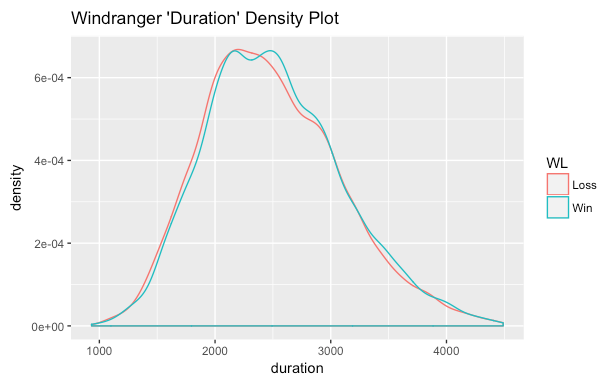 Windranger 'Duration' Density Plot
6e-04
4e-04
2e-04
0e+00
density
1000 2000 3000 4000
duration
WL
Loss
Win